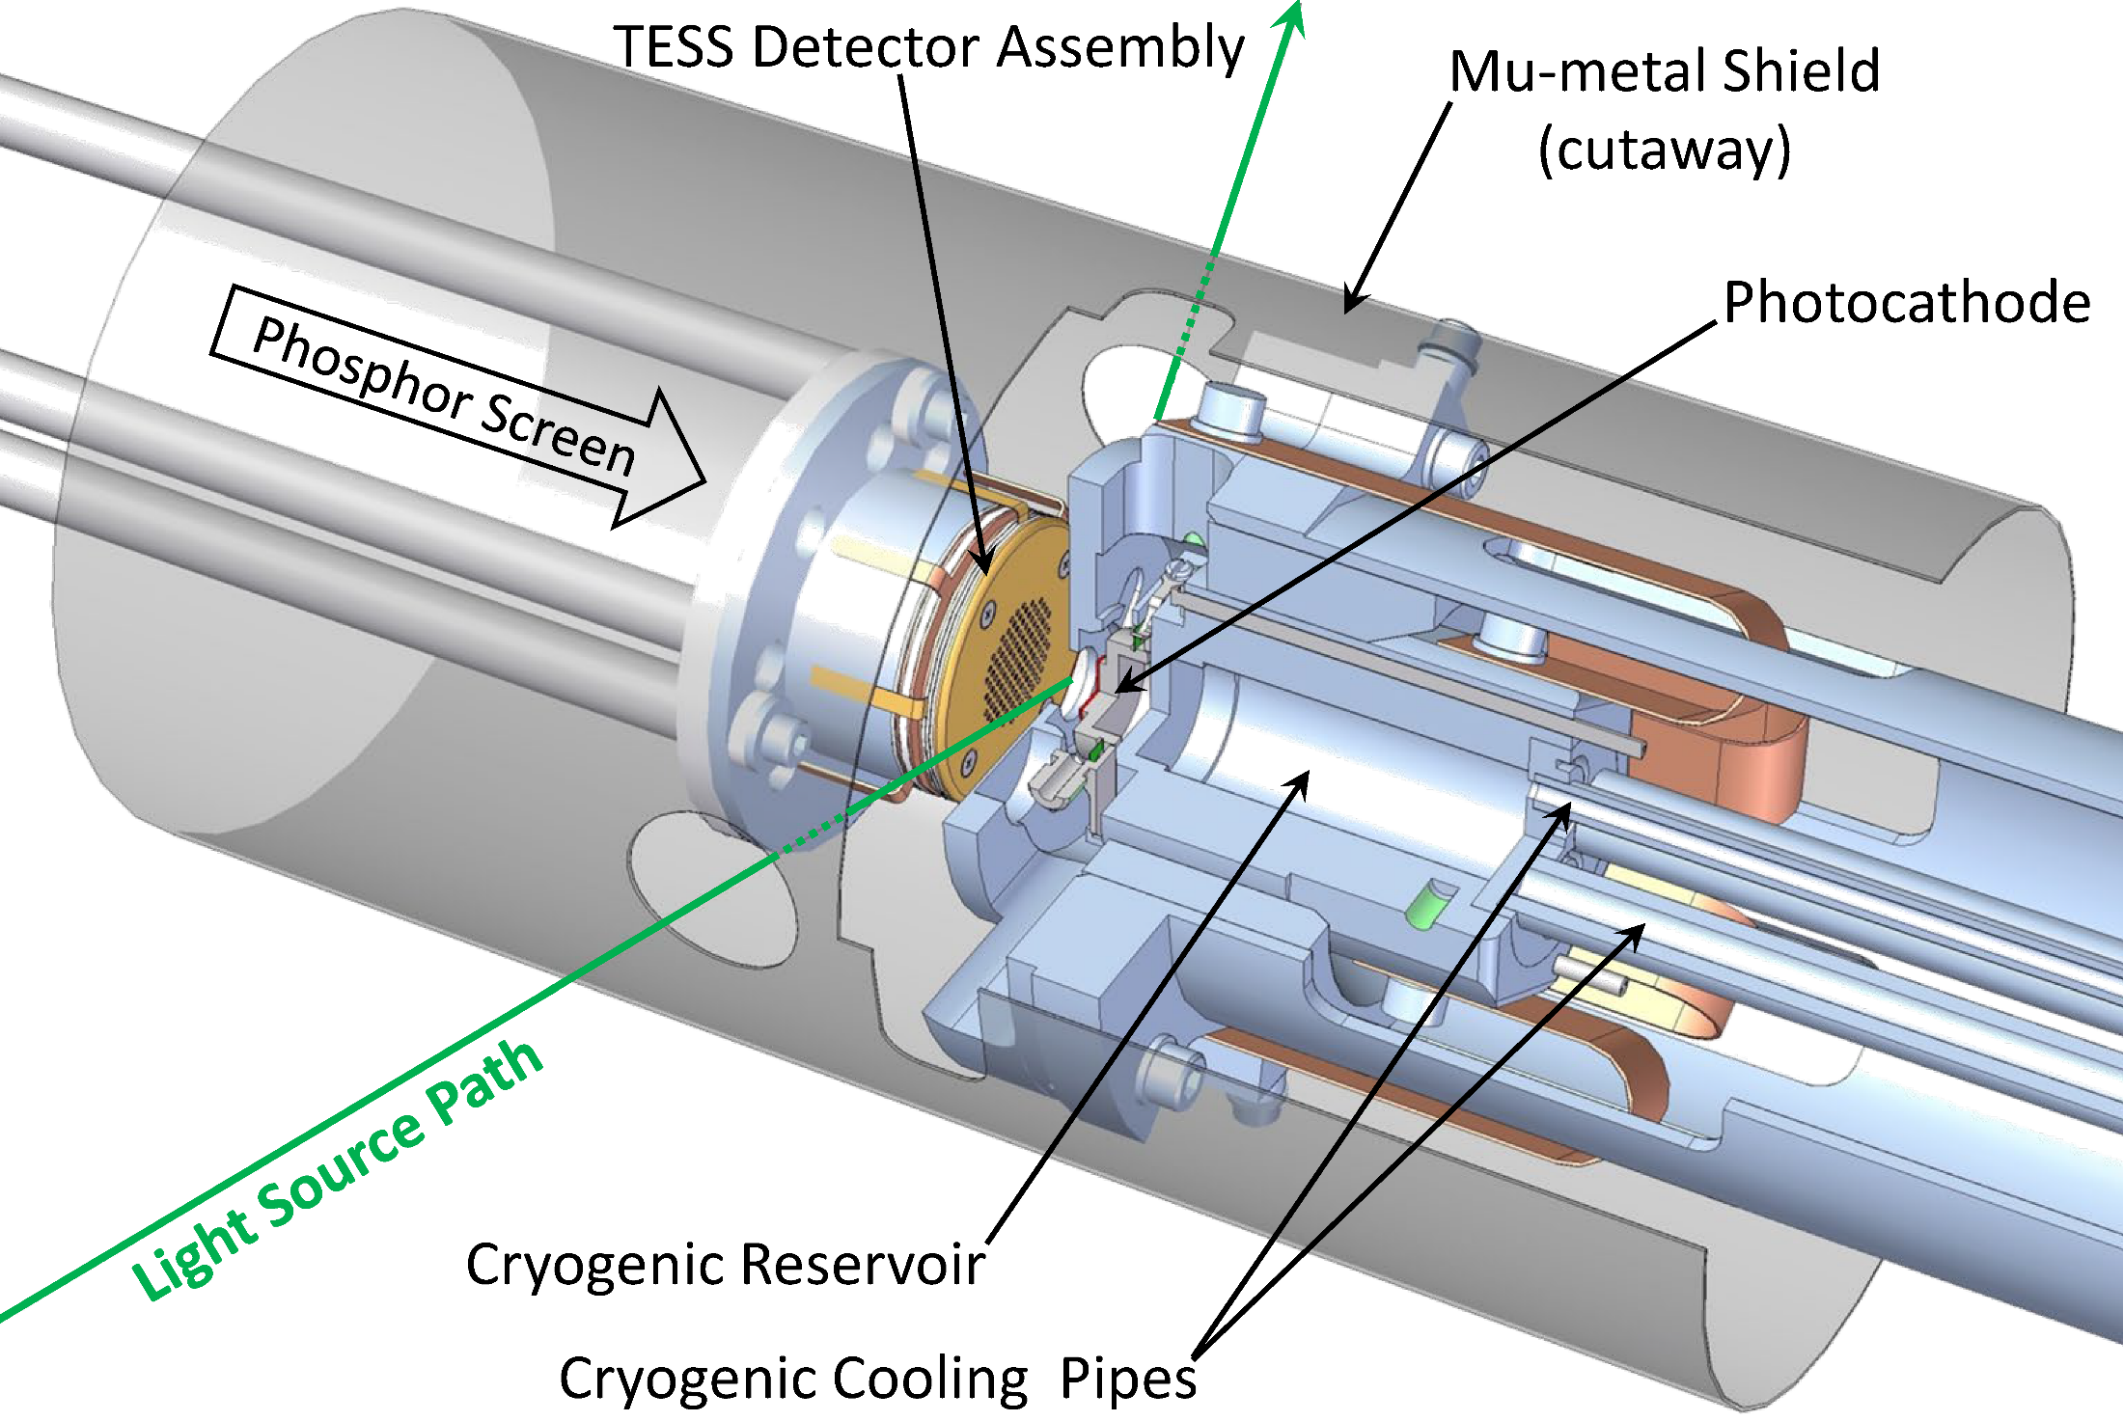 TESS Detector Assembly
Mu-metal Shield
(cutaway)
Photocathode
Phosphor Screen
Light Source Path
Cryogenic Reservoir
Cryogenic Cooling Pipes